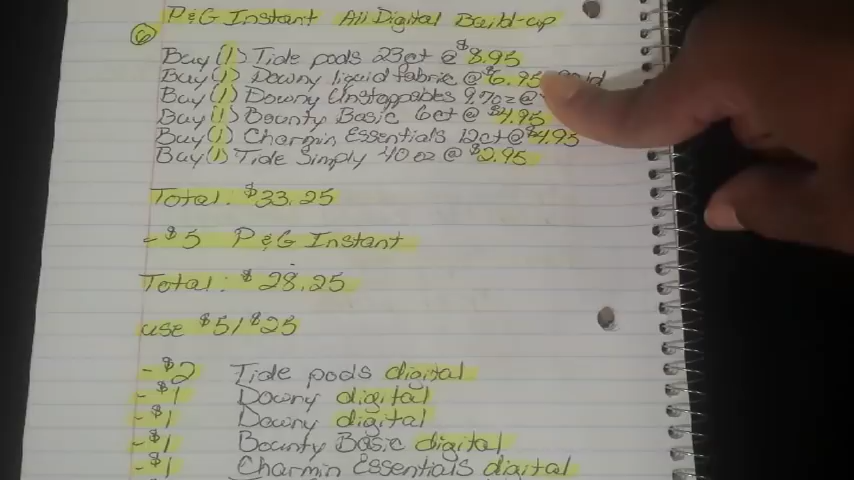 6
P&G Instant All Digital Build-up
Buy (1) Tide pods 23ct @ $8.95
Buy (1) Downy liquid fabric @ $6.95
Buy (1) Downy Unstoppables 9.7oz @
Buy (1) Bounty Basic 6ct @ $4.95
Buy (1) Charmin Essentials 12ct @ $4.95
Buy (1) Tide Simply 40 oz @ $2.95
Total: $33.25
- $5 P&G Instant
Total: $28.25
use $5/$25
- $2 Tide pods digital
- $1 Downy digital
- $1 Downy digital
- $1 Bounty Basic digital
- $1 Charmin Essentials digital